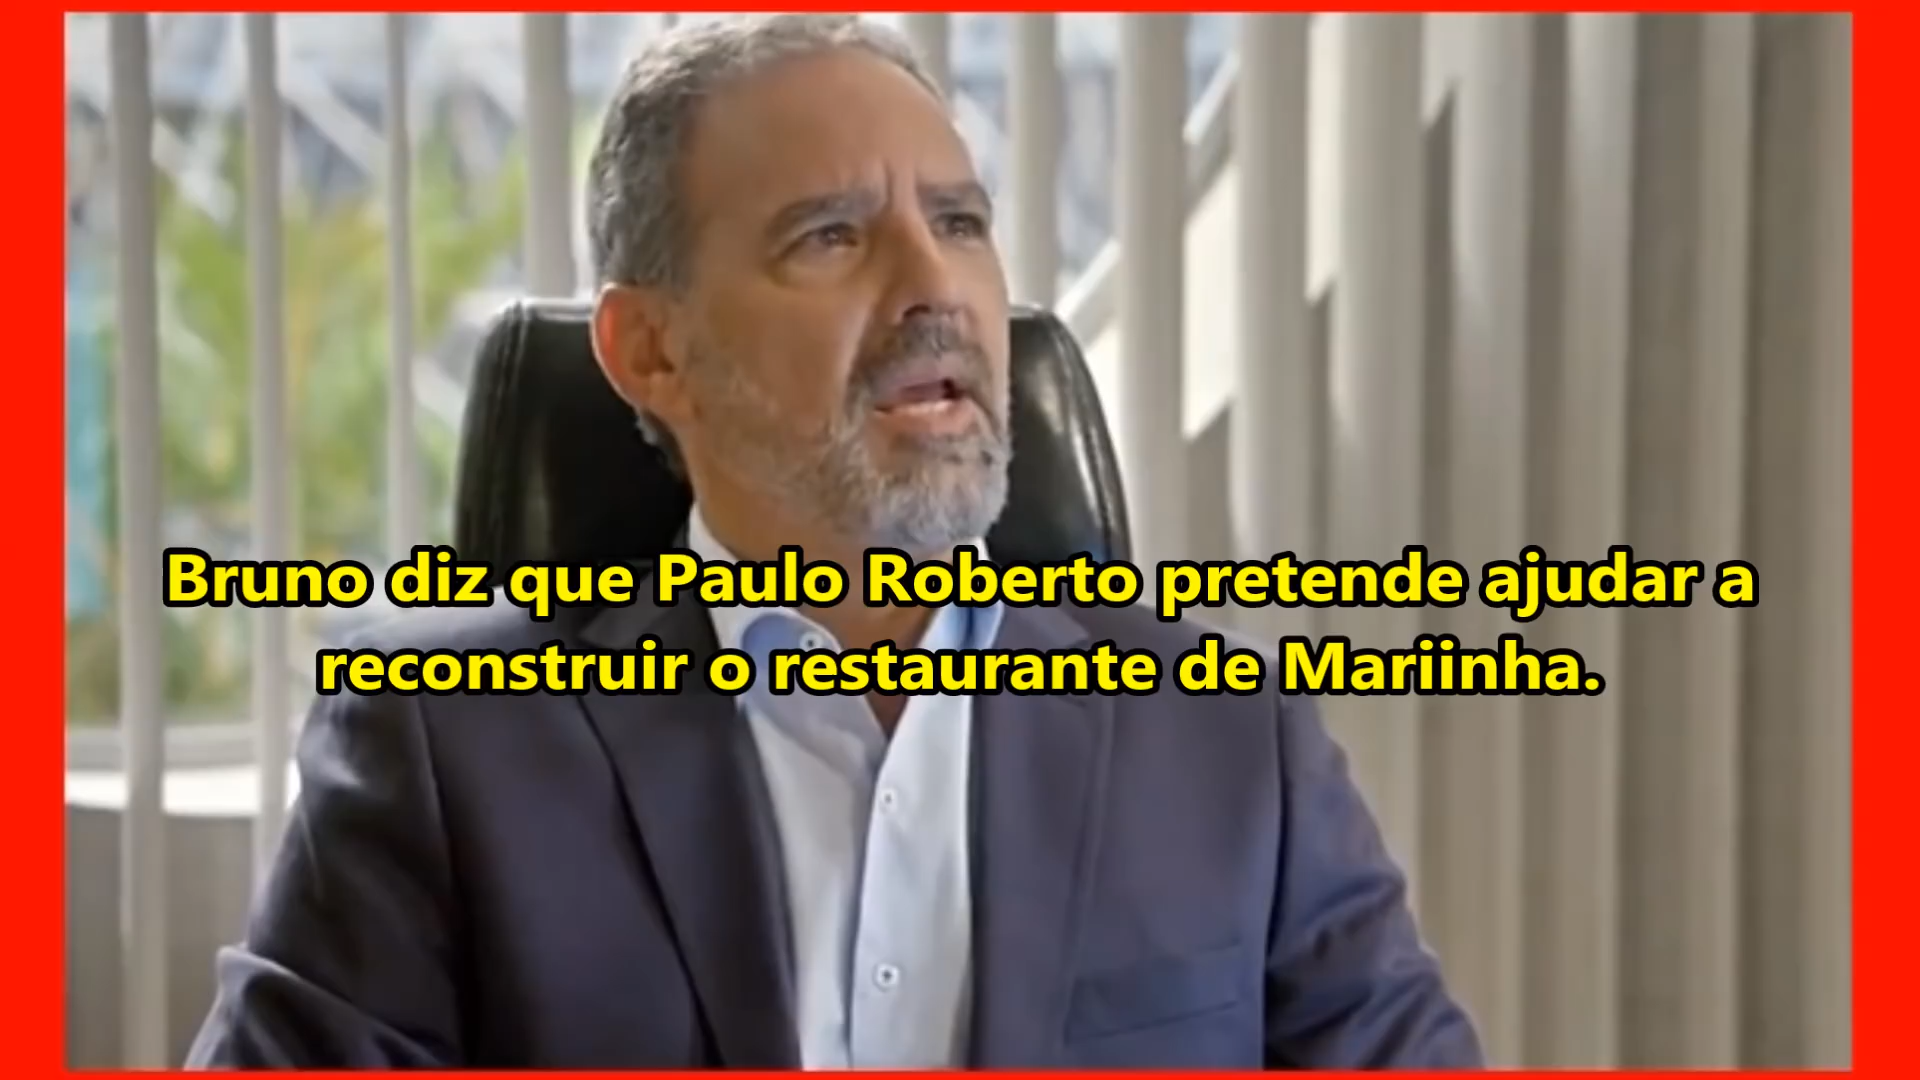 Bruno diz que Paulo Roberto pretende ajudar a
reconstruir o restaurante de Mariinha.